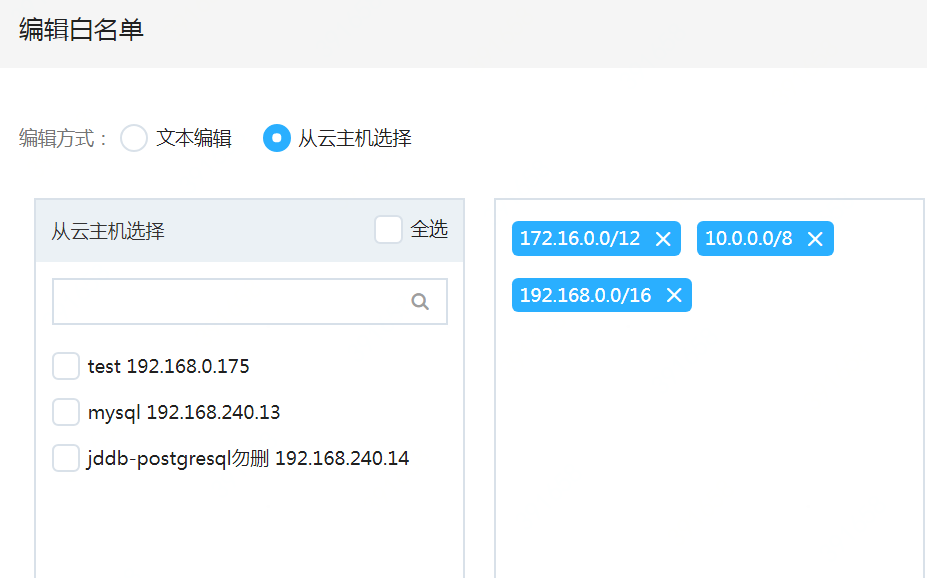 编辑白名单
编辑方式： 文本编辑 从云主机选择
从云主机选择 全选
172.16.0.0/12 10.0.0.0/8
192.168.0.0/16
test 192.168.0.175
mysql 192.168.240.13
jddb-postgresql勿删 192.168.240.14